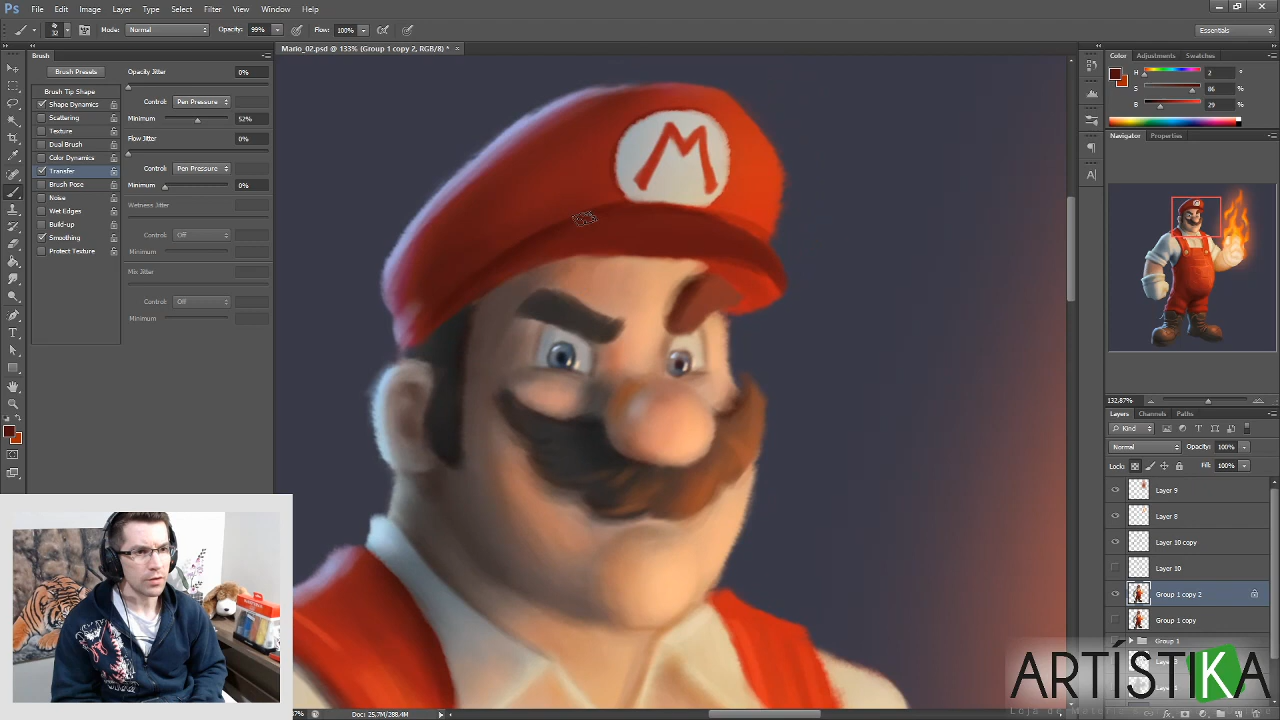 Ps File Edit Image Layer Type Select Filter View Window Help
32 Mode: Normal Opacity: 99% Flow: 100% Essentials
Brush
Brush Presets
Brush Tip Shape
Shape Dynamics
Scattering
Texture
Dual Brush
Color Dynamics
Transfer
Brush Pose
Noise
Wet Edges
Build-up
Smoothing
Protect Texture
Opacity Jitter 0%
Control: Pen Pressure
Minimum 52%
Flow Jitter 0%
Control: Pen Pressure
Minimum 0%
Wetness Jitter
Control: Off
Minimum
Mix Jitter
Control: Off
Minimum
Mario_02.psd @ 133% (Group 1 copy 2, RGB/8) * ×
M
Color Adjustments Swatches
H 2 °
S 86 %
B 29 %
Navigator Properties
132,87%
Layers Channels Paths
Kind
Normal Opacity: 100%
Lock: Fill: 100%
Layer 9
Layer 8
Layer 10 copy
Layer 10
Group 1 copy 2
Group 1 copy
Group 1
ARTÍSTIKA
Doc: 25,7M/288,4M